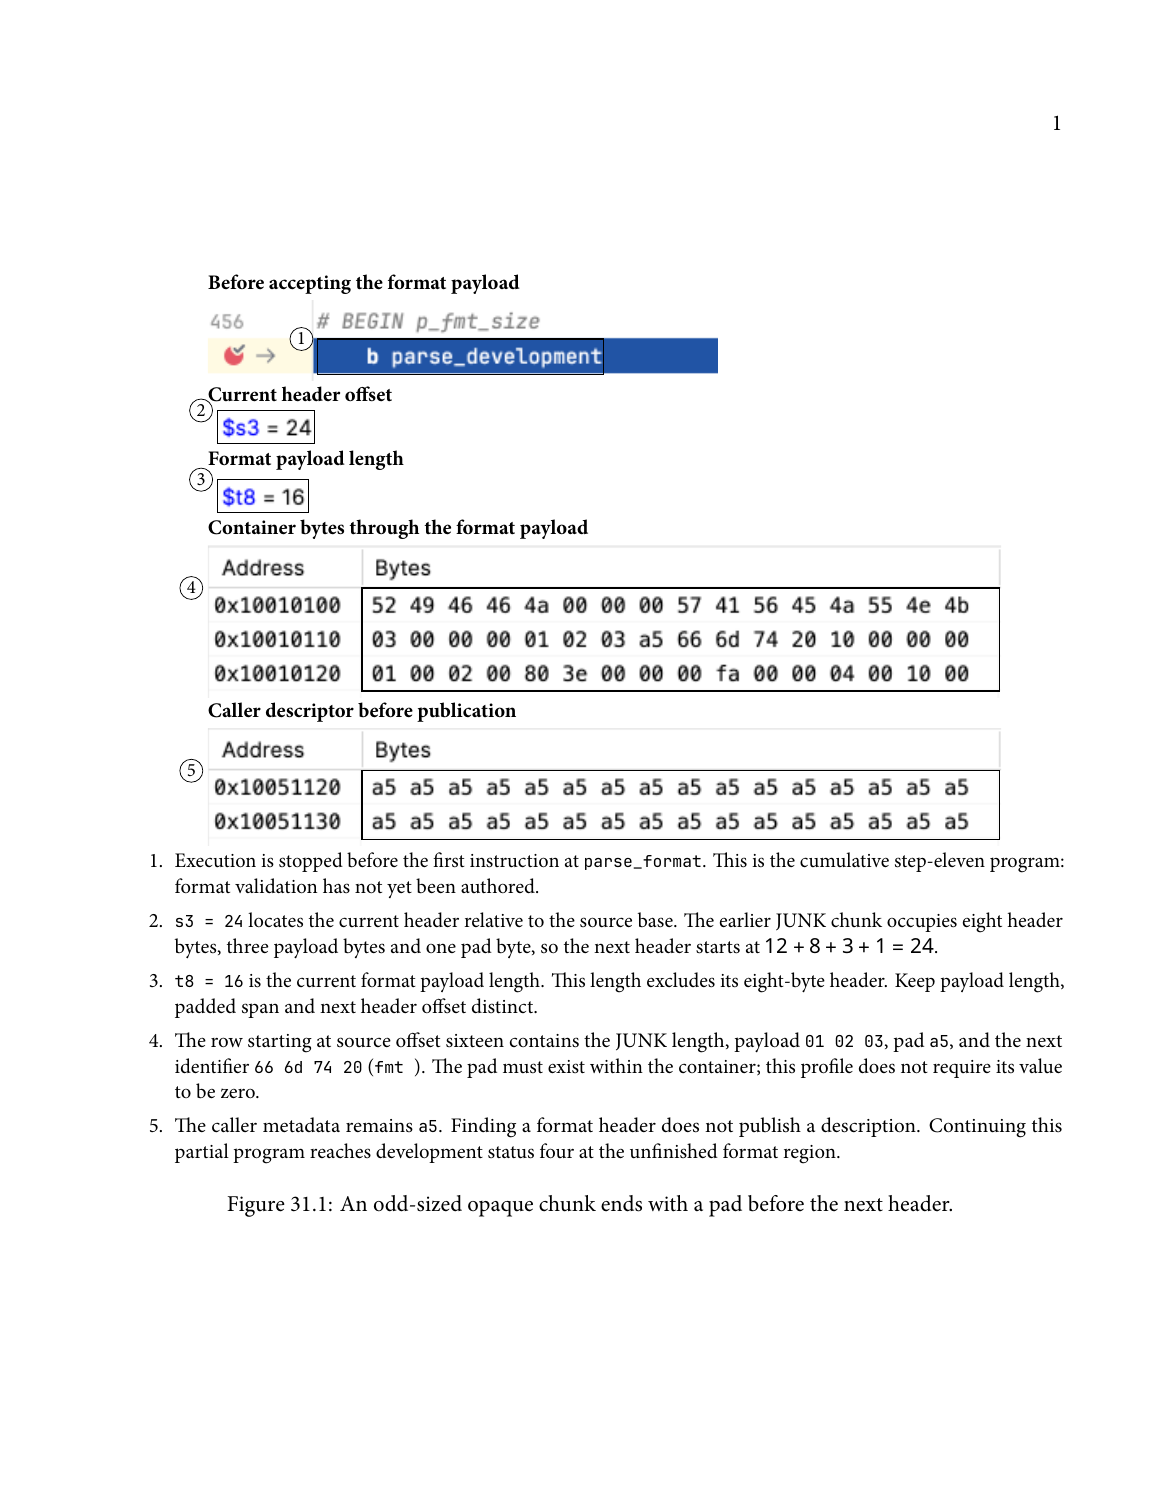 1
Before accepting the format payload
456 # BEGIN p_fmt_size
1 b parse_development
Current header offset
2 $s3 = 24
Format payload length
3 $t8 = 16
Container bytes through the format payload
Address Bytes
4
0x10010100 52 49 46 46 4a 00 00 00 57 41 56 45 4a 55 4e 4b
0x10010110 03 00 00 00 01 02 03 a5 66 6d 74 20 10 00 00 00
0x10010120 01 00 02 00 80 3e 00 00 00 fa 00 00 04 00 10 00
Caller descriptor before publication
Address Bytes
5
0x10051120 a5 a5 a5 a5 a5 a5 a5 a5 a5 a5 a5 a5 a5 a5 a5 a5
0x10051130 a5 a5 a5 a5 a5 a5 a5 a5 a5 a5 a5 a5 a5 a5 a5 a5
1. Execution is stopped before the first instruction at parse_format. This is the cumulative step-eleven program:
format validation has not yet been authored.
2. s3 = 24 locates the current header relative to the source base. The earlier JUNK chunk occupies eight header
bytes, three payload bytes and one pad byte, so the next header starts at 12 + 8 + 3 + 1 = 24.
3. t8 = 16 is the current format payload length. This length excludes its eight-byte header. Keep payload length,
padded span and next header offset distinct.
4. The row starting at source offset sixteen contains the JUNK length, payload 01 02 03, pad a5, and the next
identifier 66 6d 74 20 (fmt ). The pad must exist within the container; this profile does not require its value
to be zero.
5. The caller metadata remains a5. Finding a format header does not publish a description. Continuing this
partial program reaches development status four at the unfinished format region.
Figure 31.1: An odd-sized opaque chunk ends with a pad before the next header.